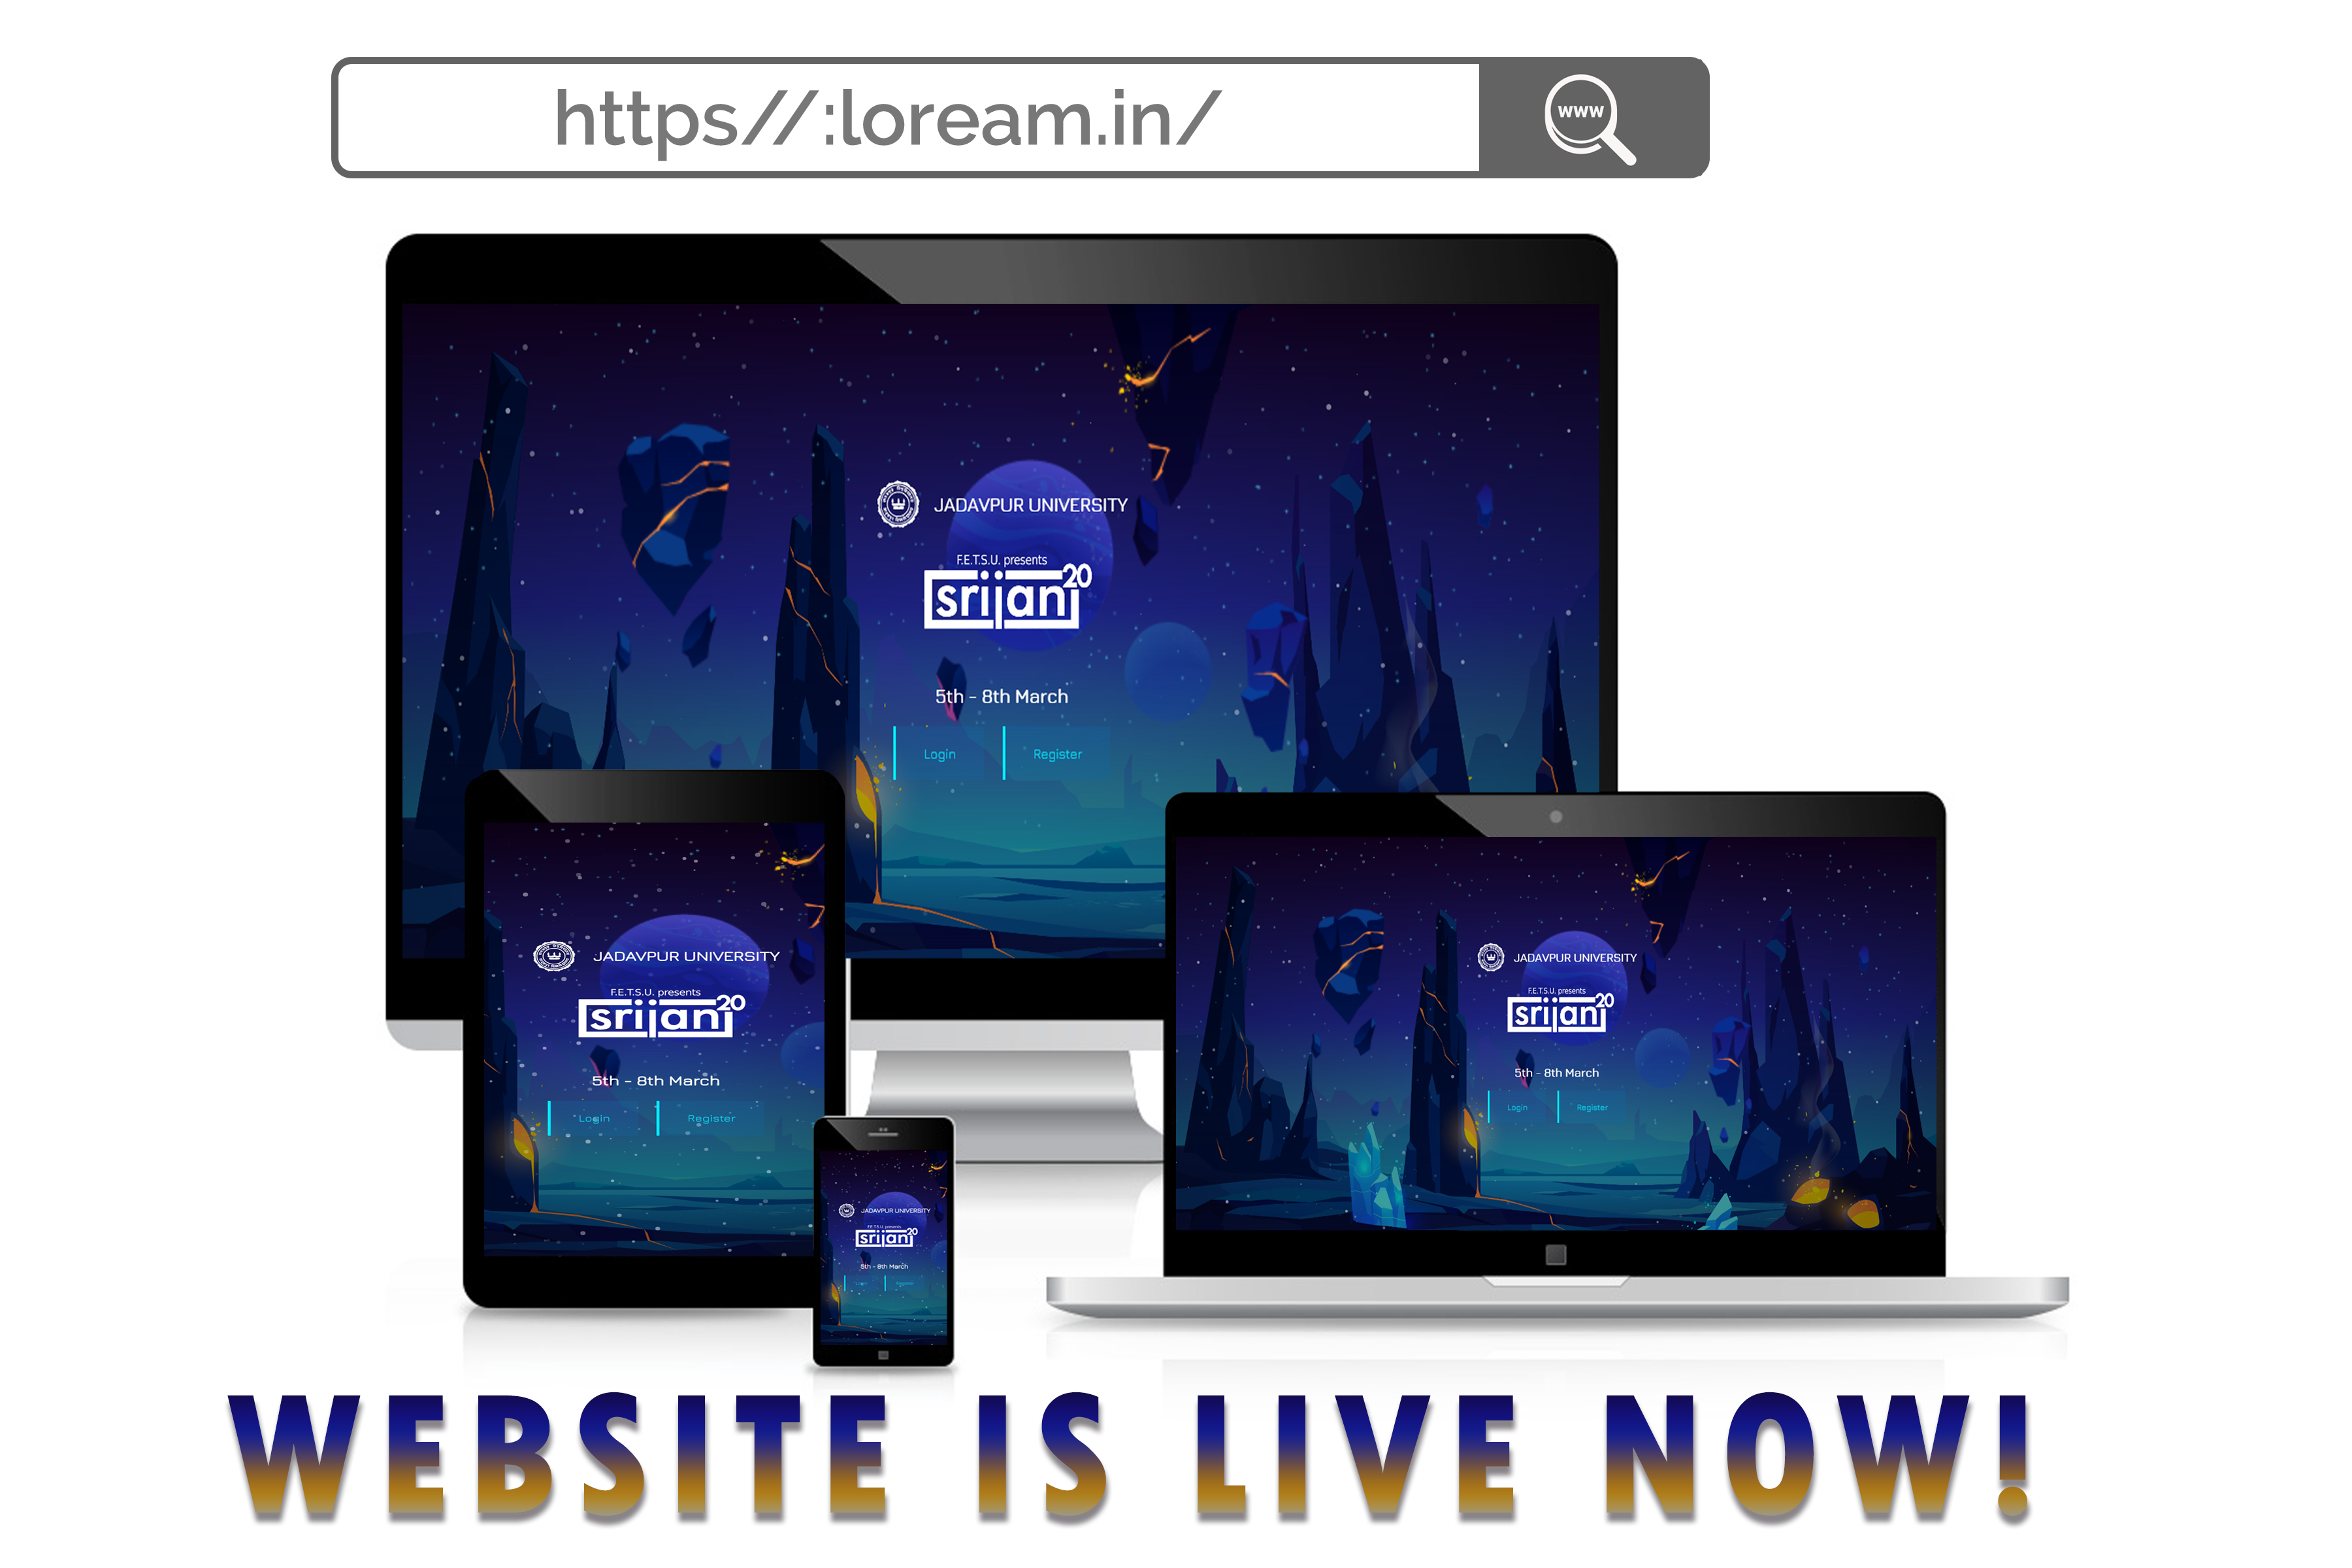 https//:loream.in/
www
JADAVPUR UNIVERSITY
F.E.T.S.U. presents
srijan 20
5th - 8th March
Login Register
JADAVPUR UNIVERSITY
F.E.T.S.U. presents
srijan 20
5th - 8th March
Login Register
JADAVPUR UNIVERSITY
F.E.T.S.U. presents
srijan 20
5th - 8th March
Login Register
JADAVPUR UNIVERSITY
F.E.T.S.U. presents
srijan 20
5th - 8th March
WEBSITE IS LIVE NOW!